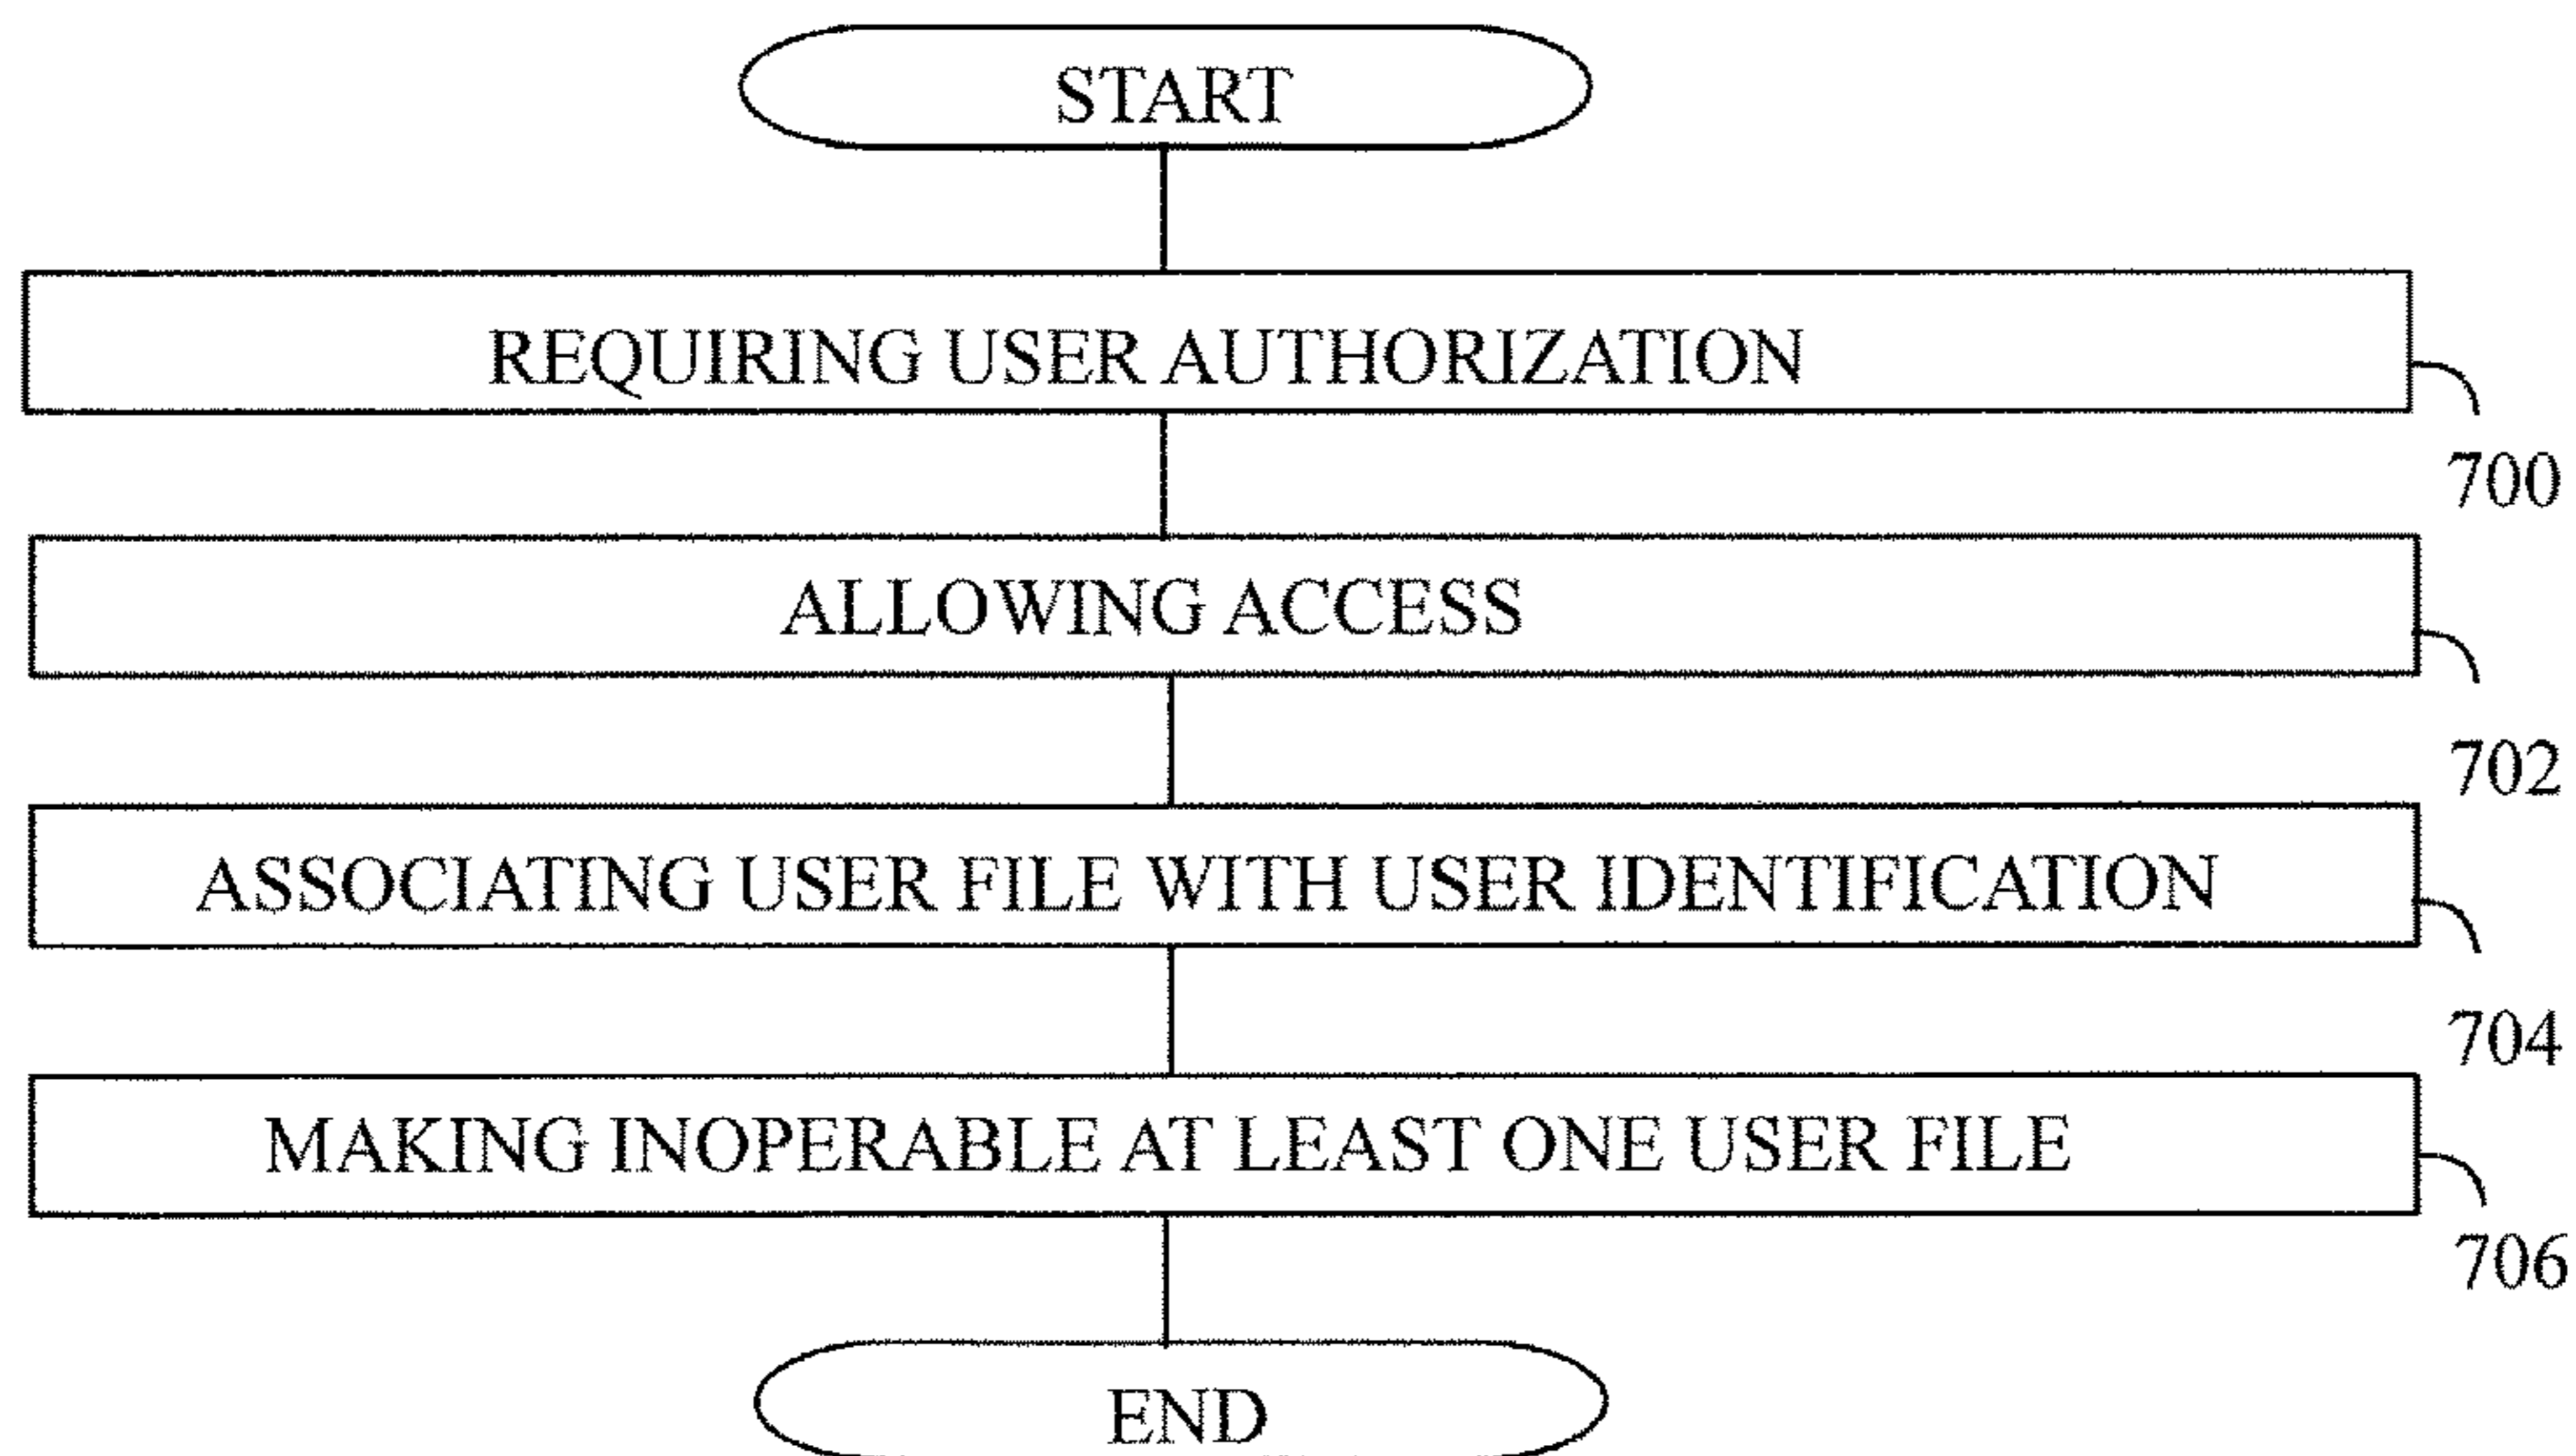 START
REQUIRING USER AUTHORIZATION
700
ALLOWING ACCESS
702
ASSOCIATING USER FILE WITH USER IDENTIFICATION
704
MAKING INOPERABLE AT LEAST ONE USER FILE
706
END